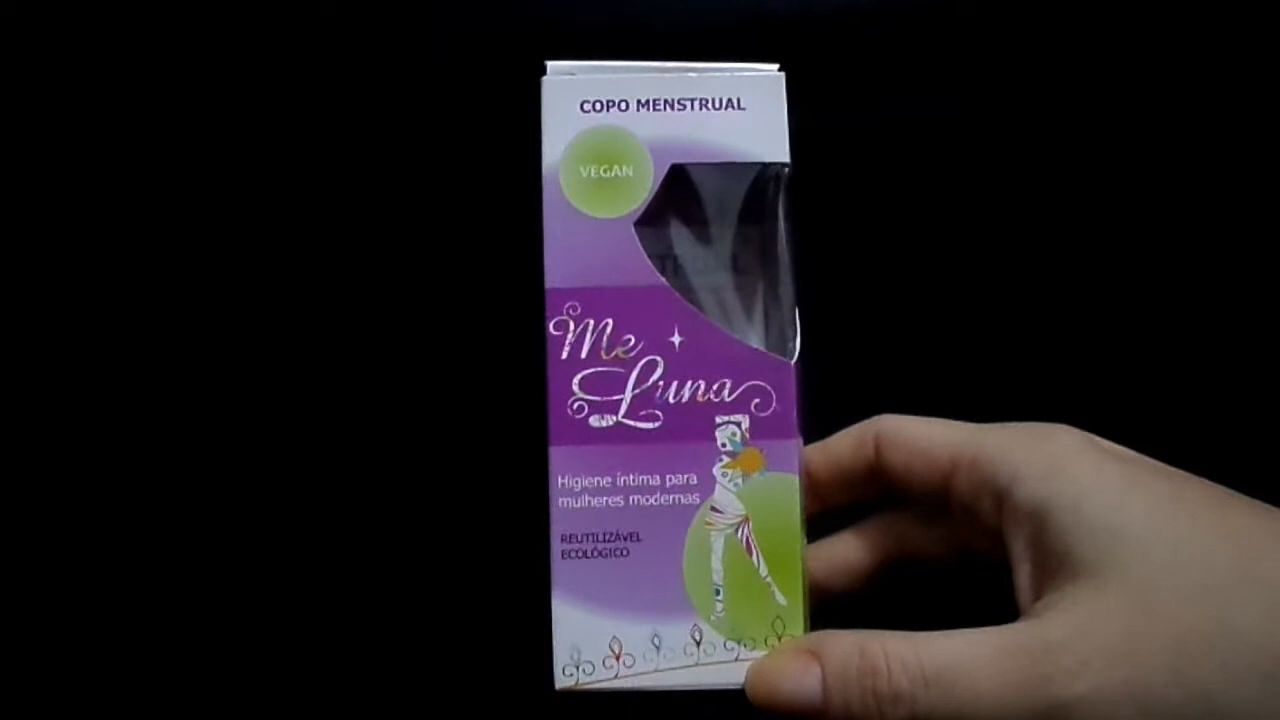 COPO MENSTRUAL
VEGAN
Me
Luna
Higiene íntima para
mulheres modernas
REUTILIZÁVEL
ECOLÓGICO